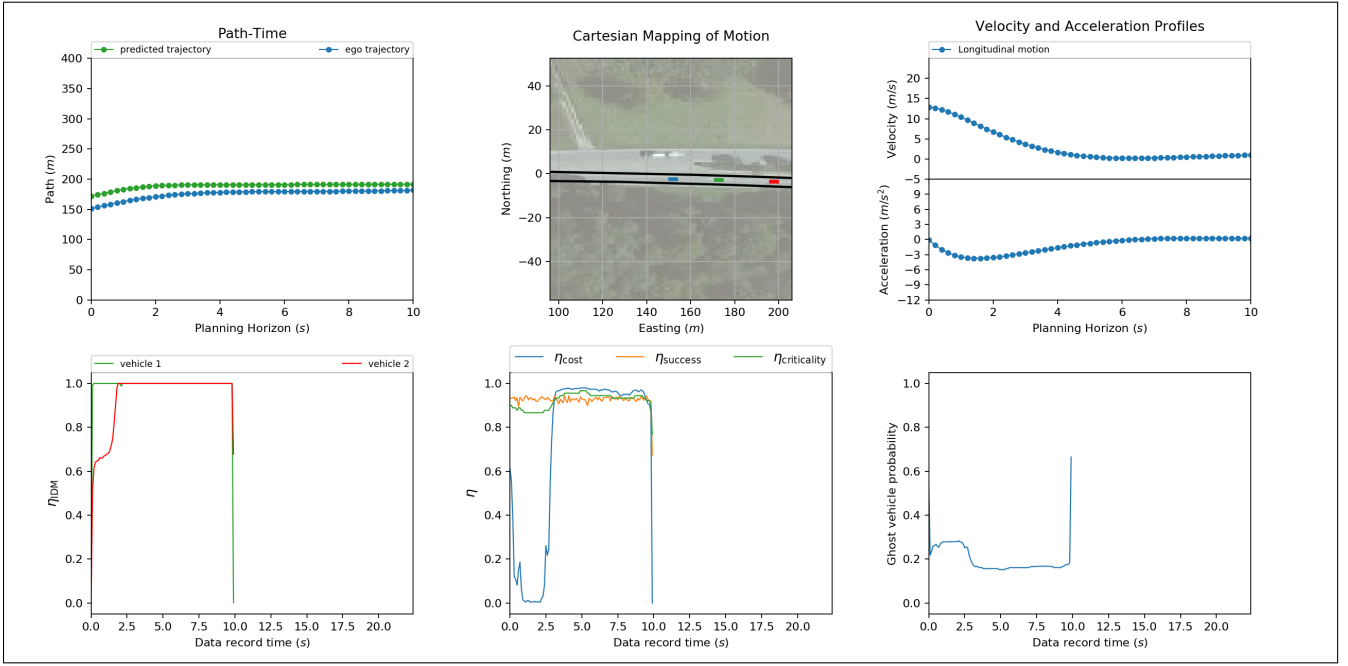 Path-Time
predicted trajectory
ego trajectory
400
350
300
250
200
150
100
50
0
Path (m)
0 2 4 6 8 10
Planning Horizon (s)
Cartesian Mapping of Motion
40
20
0
−20
−40
Northing (m)
100 120 140 160 180 200
Easting (m)
Velocity and Acceleration Profiles
Longitudinal motion
20
15
10
5
0
−5
Velocity (m/s)
9
6
3
0
−3
−6
−9
−12
Acceleration (m/s²)
0 2 4 6 8 10
Planning Horizon (s)
vehicle 1
vehicle 2
1.0
0.8
0.6
0.4
0.2
0.0
ηIDM
0.0 2.5 5.0 7.5 10.0 12.5 15.0 17.5 20.0
Data record time (s)
ηcost
ηsuccess
ηcriticality
1.0
0.8
0.6
0.4
0.2
0.0
η
0.0 2.5 5.0 7.5 10.0 12.5 15.0 17.5 20.0
Data record time (s)
1.0
0.8
0.6
0.4
0.2
0.0
Ghost vehicle probability
0.0 2.5 5.0 7.5 10.0 12.5 15.0 17.5 20.0
Data record time (s)